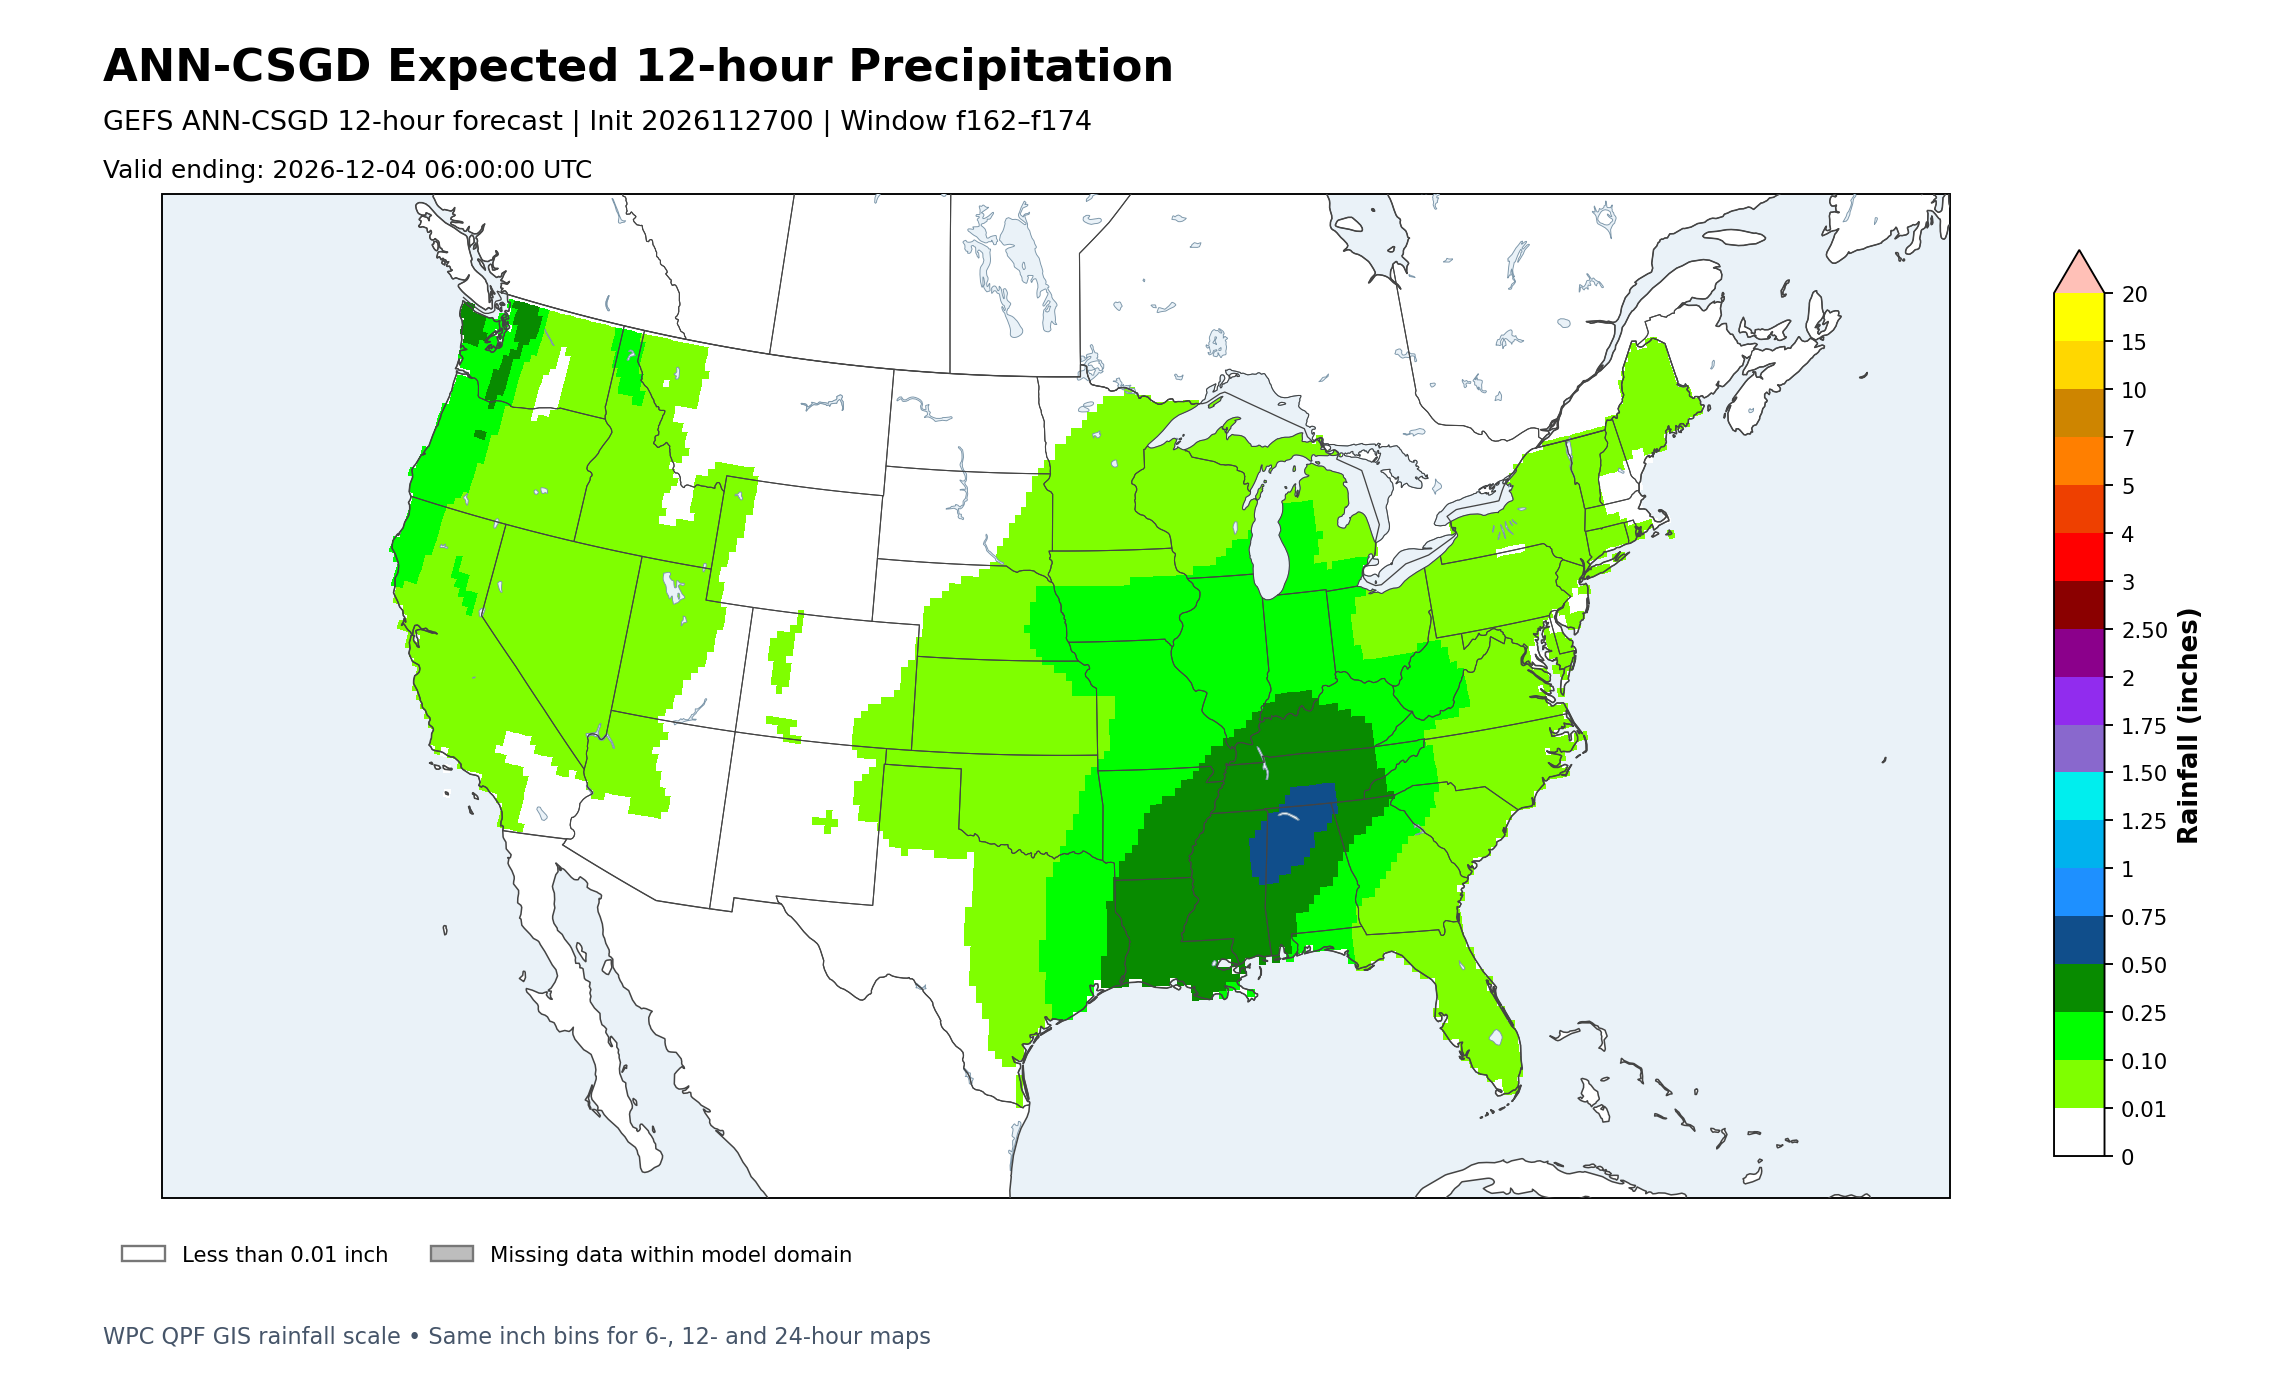 ANN-CSGD Expected 12-hour Precipitation
GEFS ANN-CSGD 12-hour forecast | Init 2026112700 | Window f162–f174
Valid ending: 2026-12-04 06:00:00 UTC
20
15
10
7
5
4
3
2.50
2
1.75
1.50
1.25
1
0.75
0.50
0.25
0.10
0.01
0
Rainfall (inches)
Less than 0.01 inch
Missing data within model domain
WPC QPF GIS rainfall scale • Same inch bins for 6-, 12- and 24-hour maps